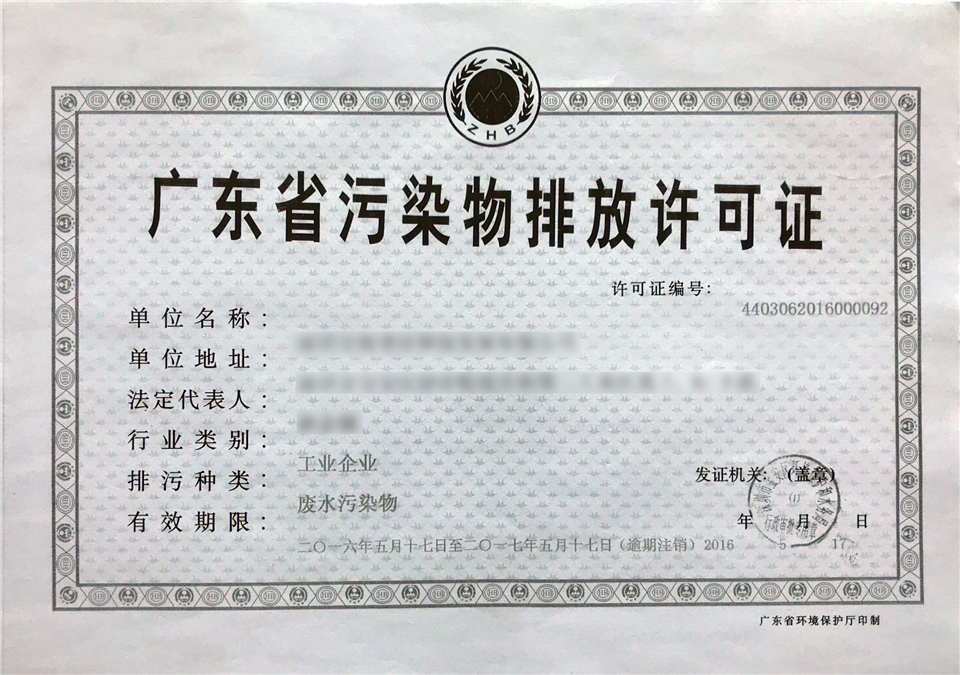 ZHB
广东省污染物排放许可证
许可证编号：
4403062016000092
单位名称：
单位地址：
法定代表人：
行业类别：
工业企业
排污种类：
废水污染物
有效期限：
二〇一六年五月十七日至二〇一七年五月十七日（逾期注销）
发证机关：（盖章）
年 月 日
2016 5 17
(1)
广东省环境保护厅印制